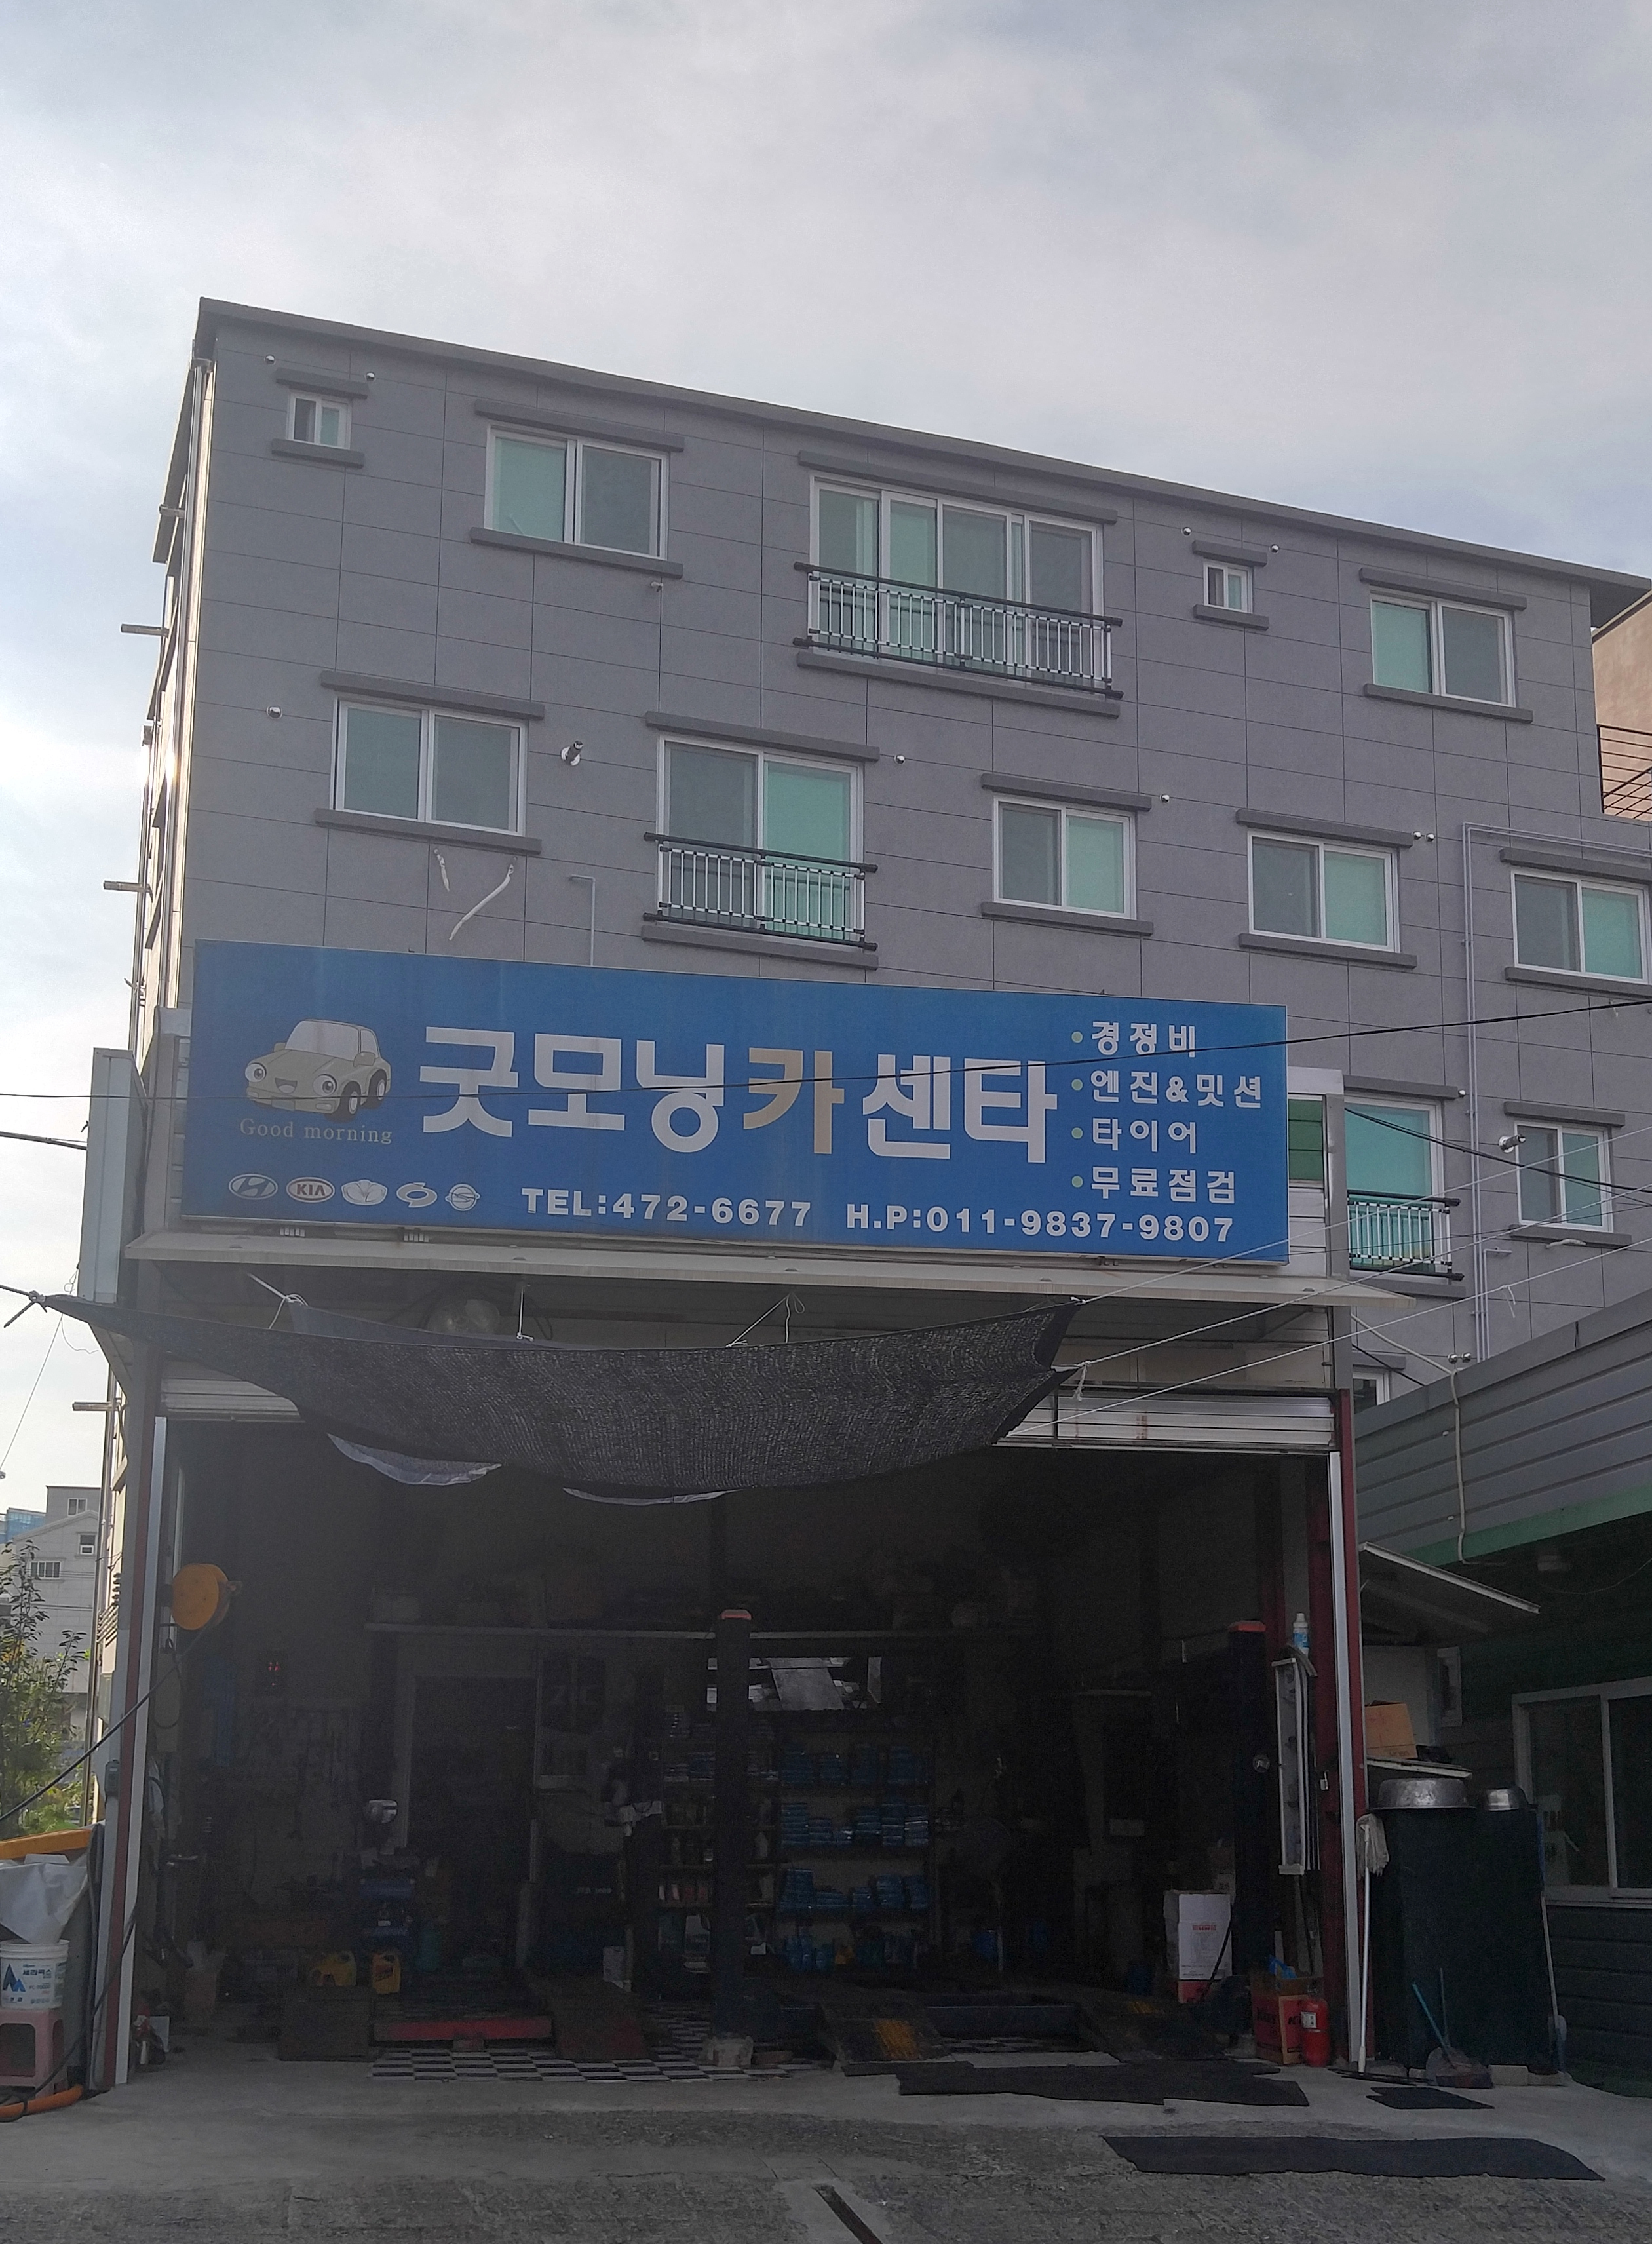 굿모닝카센타
Good morning
경정비
엔진&밋션
타이어
무료점검
KIA
TEL:472-6677 H.P:011-9837-9807